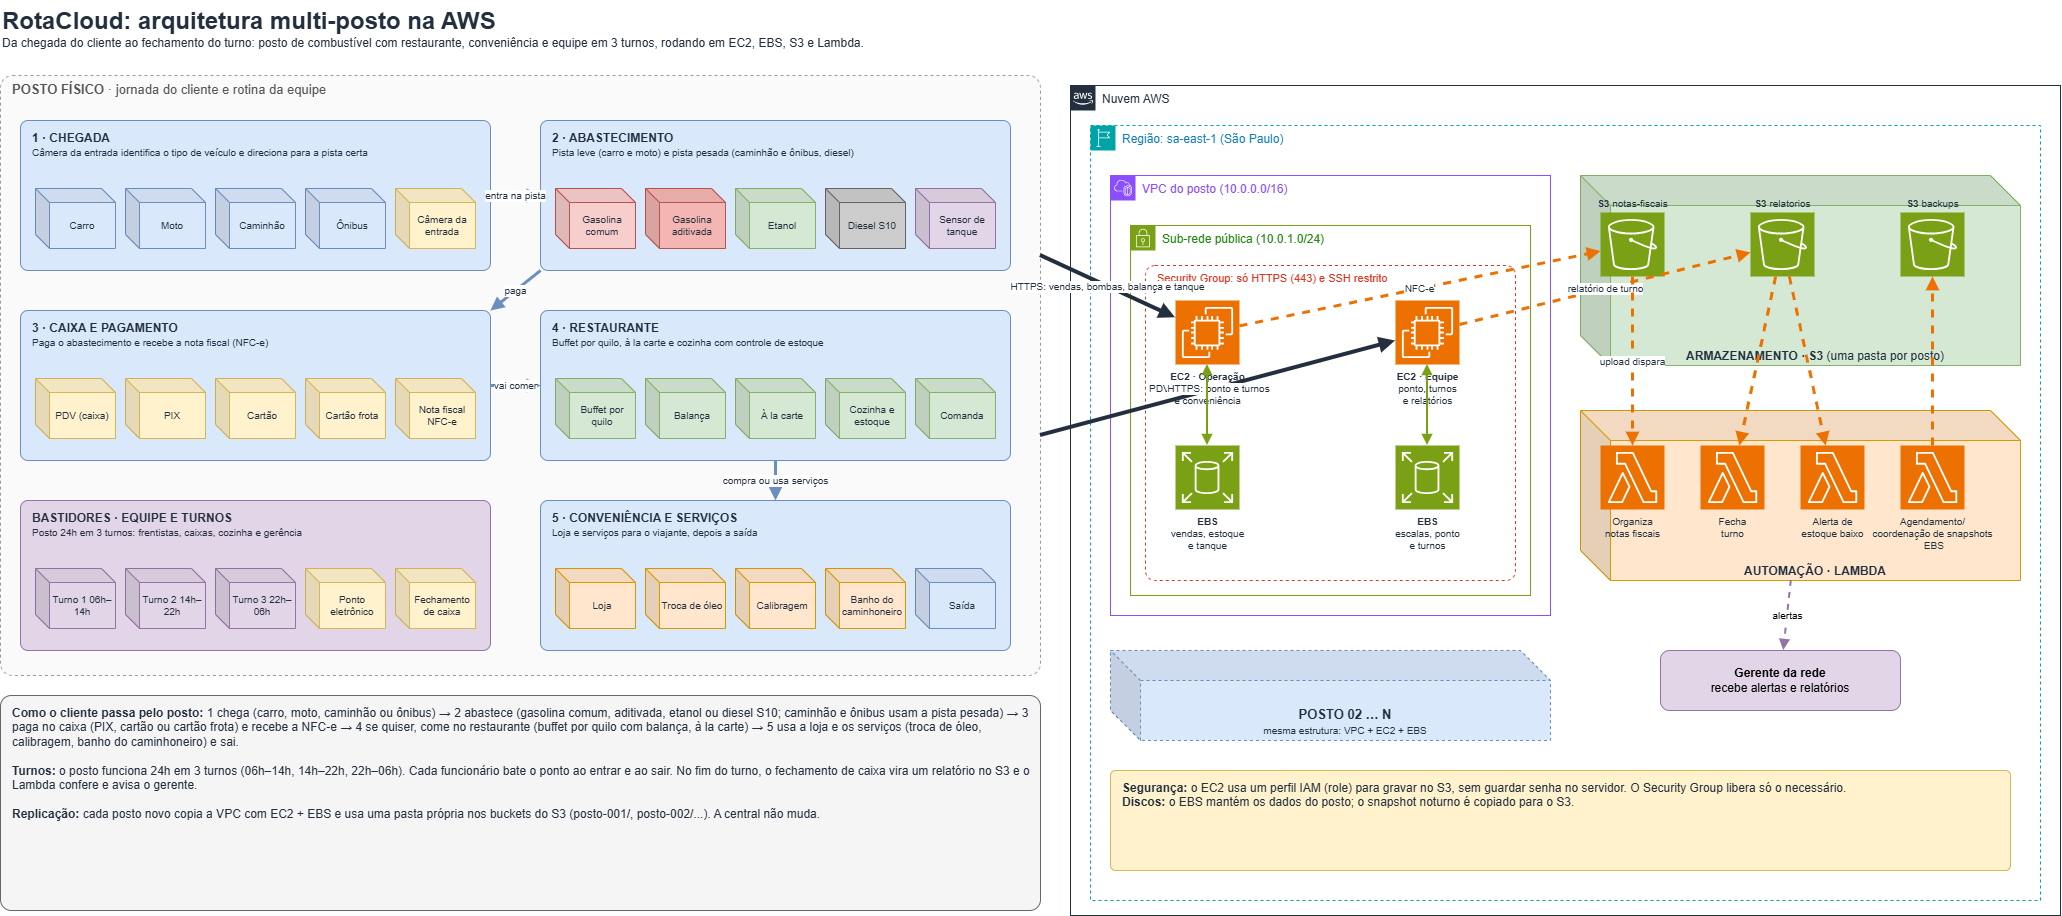 RotaCloud: arquitetura multi-posto na AWS
Da chegada do cliente ao fechamento do turno: posto de combustível com restaurante, conveniência e equipe em 3 turnos, rodando em EC2, EBS, S3 e Lambda.
POSTO FÍSICO · jornada do cliente e rotina da equipe
1 · CHEGADA
Câmera da entrada identifica o tipo de veículo e direciona para a pista certa
Carro
Moto
Caminhão
Ônibus
Câmera da
entrada
entra na pista
2 · ABASTECIMENTO
Pista leve (carro e moto) e pista pesada (caminhão e ônibus, diesel)
Gasolina
comum
Gasolina
aditivada
Etanol
Diesel S10
Sensor de
tanque
paga
3 · CAIXA E PAGAMENTO
Paga o abastecimento e recebe a nota fiscal (NFC-e)
PDV (caixa)
PIX
Cartão
Cartão frota
Nota fiscal
NFC-e
vai comer
4 · RESTAURANTE
Buffet por quilo, à la carte e cozinha com controle de estoque
Buffet por
quilo
Balança
À la carte
Cozinha e
estoque
Comanda
compra ou usa serviços
BASTIDORES · EQUIPE E TURNOS
Posto 24h em 3 turnos: frentistas, caixas, cozinha e gerência
Turno 1 06h–
14h
Turno 2 14h–
22h
Turno 3 22h–
06h
Ponto
eletrônico
Fechamento
de caixa
5 · CONVENIÊNCIA E SERVIÇOS
Loja e serviços para o viajante, depois a saída
Loja
Troca de óleo
Calibragem
Banho do
caminhoneiro
Saída
Como o cliente passa pelo posto: 1 chega (carro, moto, caminhão ou ônibus) → 2 abastece (gasolina comum, aditivada, etanol ou diesel S10; caminhão e ônibus usam a pista pesada) → 3
paga no caixa (PIX, cartão ou cartão frota) e recebe a NFC-e → 4 se quiser, come no restaurante (buffet por quilo com balança, à la carte) → 5 usa a loja e os serviços (troca de óleo,
calibragem, banho do caminhoneiro) e sai.
Turnos: o posto funciona 24h em 3 turnos (06h–14h, 14h–22h, 22h–06h). Cada funcionário bate o ponto ao entrar e ao sair. No fim do turno, o fechamento de caixa vira um relatório no S3 e o
Lambda confere e avisa o gerente.
Replicação: cada posto novo copia a VPC com EC2 + EBS e usa uma pasta própria nos buckets do S3 (posto-001/, posto-002/...). A central não muda.
aws
Nuvem AWS
Região: sa-east-1 (São Paulo)
VPC do posto (10.0.0.0/16)
Sub-rede pública (10.0.1.0/24)
Security Group: só HTTPS (443) e SSH restrito
HTTPS: vendas, bombas, balança e tanque
NFC-e
relatório de turno
EC2 · Operação
HTTPS: ponto e turnos
e conveniência
EC2 · Equipe
ponto, turnos
e relatórios
EBS
vendas, estoque
e tanque
EBS
escalas, ponto
e turnos
S3 notas-fiscais
S3 relatorios
S3 backups
upload dispara
ARMAZENAMENTO · S3 (uma pasta por posto)
Organiza
notas fiscais
Fecha
turno
Alerta de
estoque baixo
Agendamento/
coordenação de snapshots
EBS
AUTOMAÇÃO · LAMBDA
alertas
Gerente da rede
recebe alertas e relatórios
POSTO 02 ... N
mesma estrutura: VPC + EC2 + EBS
Segurança: o EC2 usa um perfil IAM (role) para gravar no S3, sem guardar senha no servidor. O Security Group libera só o necessário.
Discos: o EBS mantém os dados do posto; o snapshot noturno é copiado para o S3.